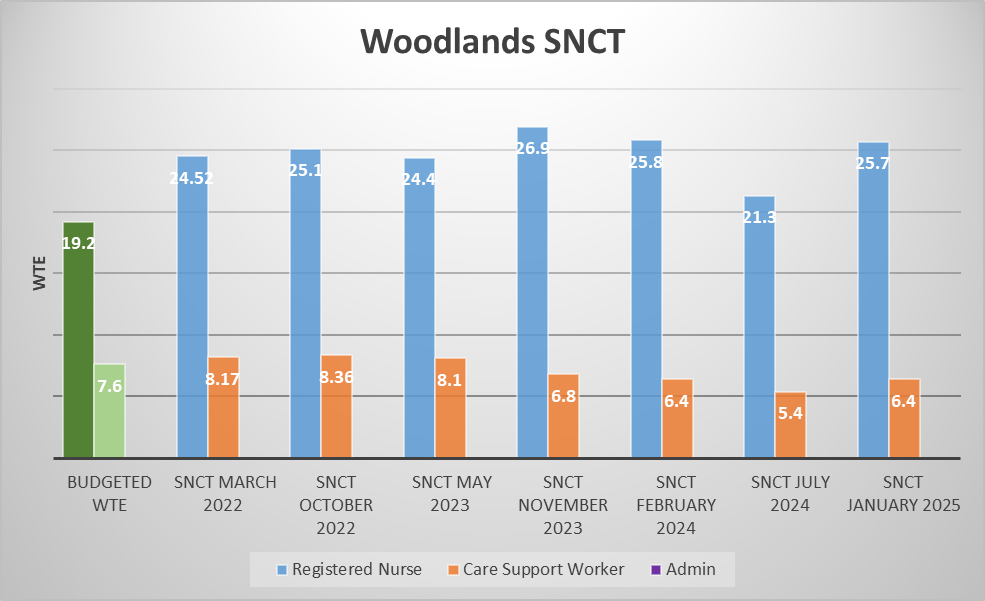 Woodlands SNCT
WTE
19.2
7.6
24.52
8.17
25.1
8.36
24.4
8.1
26.9
6.8
25.8
6.4
21.3
5.4
25.7
6.4
BUDGETED
WTE
SNCT MARCH
2022
SNCT
OCTOBER
2022
SNCT MAY
2023
SNCT
NOVEMBER
2023
SNCT
FEBRUARY
2024
SNCT JULY
2024
SNCT
JANUARY 2025
Registered Nurse
Care Support Worker
Admin